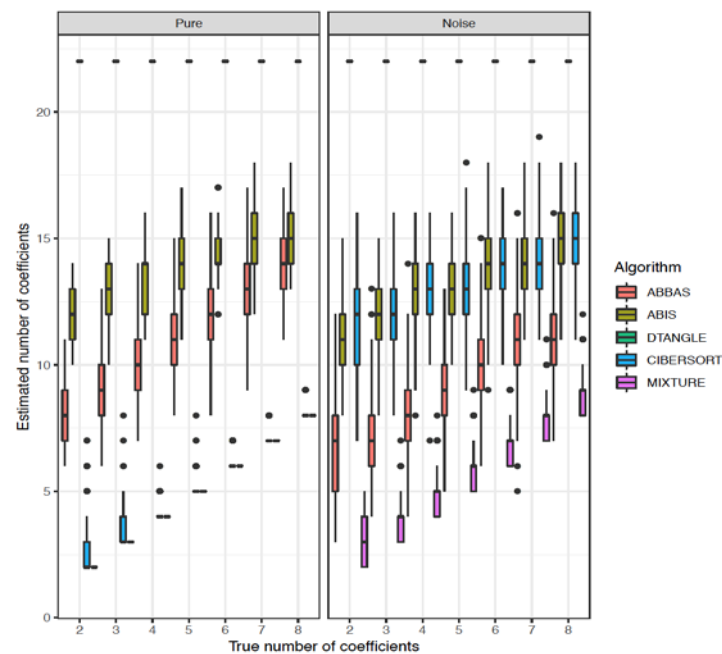 Pure Noise
20
15
10
5
0
2 3 4 5 6 7 8 2 3 4 5 6 7 8
True number of coefficients
Estimated number of coefficients
Algorithm
ABBAS
ABIS
DTANGLE
CIBERSORT
MIXTURE